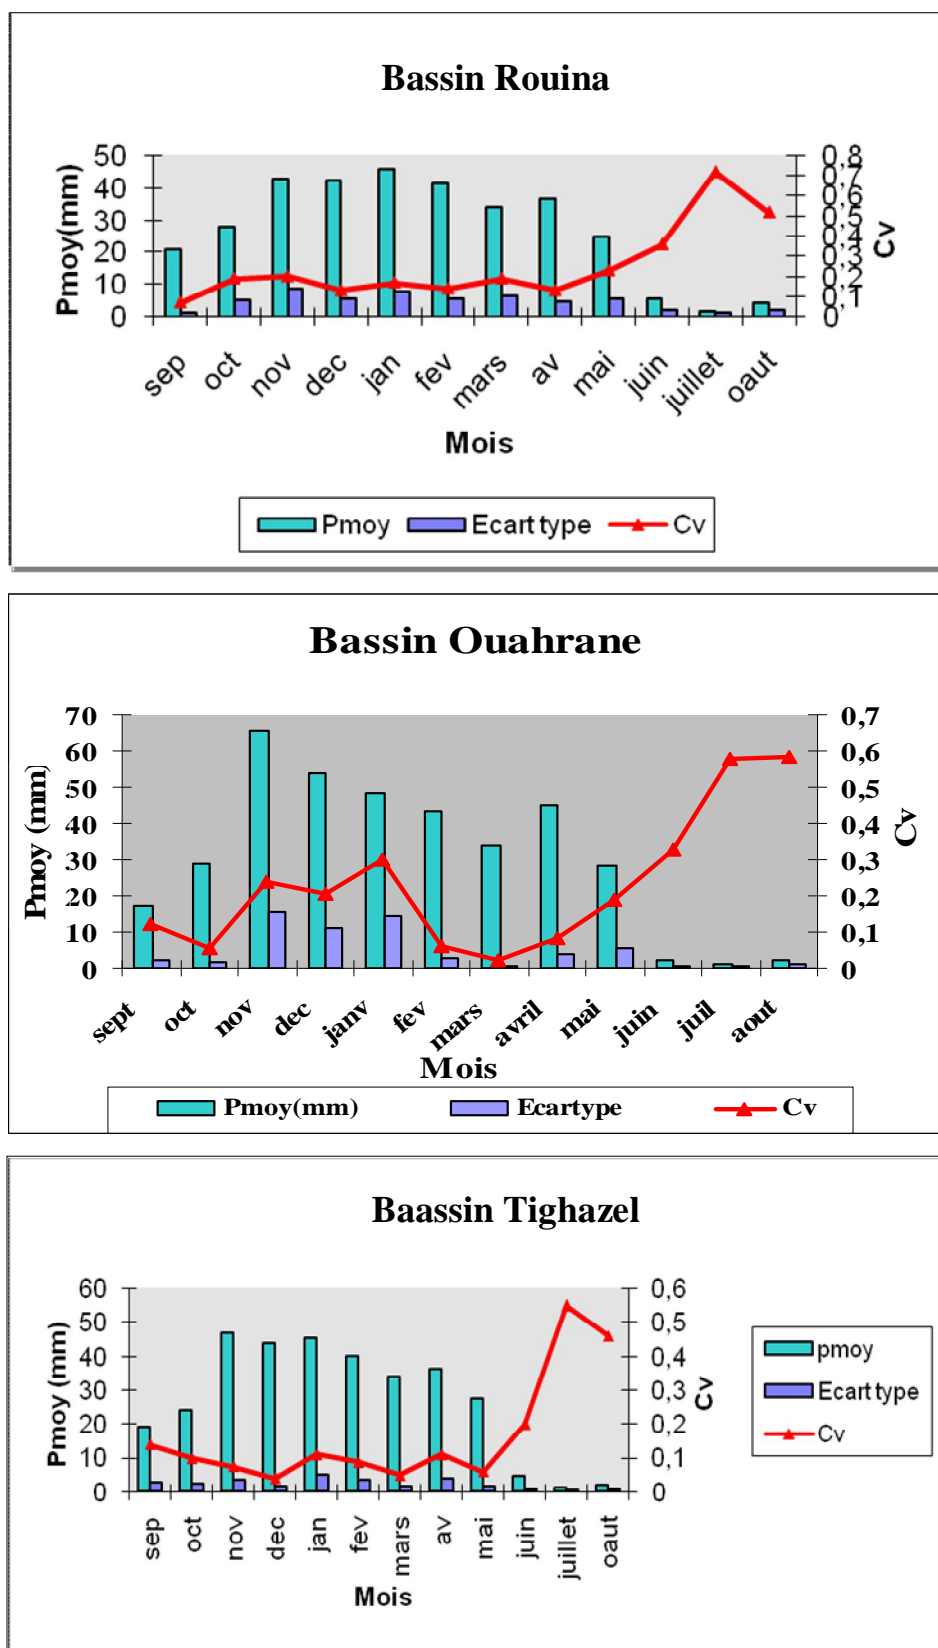 Bassin Rouina
Pmoy(mm)
50
40
30
20
10
0
0,8
0,7
0,6
0,5
0,4
0,3
0,2
0,1
0
Cv
sep oct nov dec jan fev mars av mai juin juillet oaut
Mois
Pmoy Ecart type Cv
Bassin Ouahrane
Pmoy (mm)
70
60
50
40
30
20
10
0
0,7
0,6
0,5
0,4
0,3
0,2
0,1
0
Cv
sept oct nov dec janv fev mars avril mai juin juil aout
Mois
Pmoy(mm) Ecartype Cv
Baassin Tighazel
Pmoy (mm)
60
50
40
30
20
10
0
0,6
0,5
0,4
0,3
0,2
0,1
0
Cv
sep oct nov dec jan fev mars av mai juin juillet oaut
Mois
pmoy
Ecart type
Cv